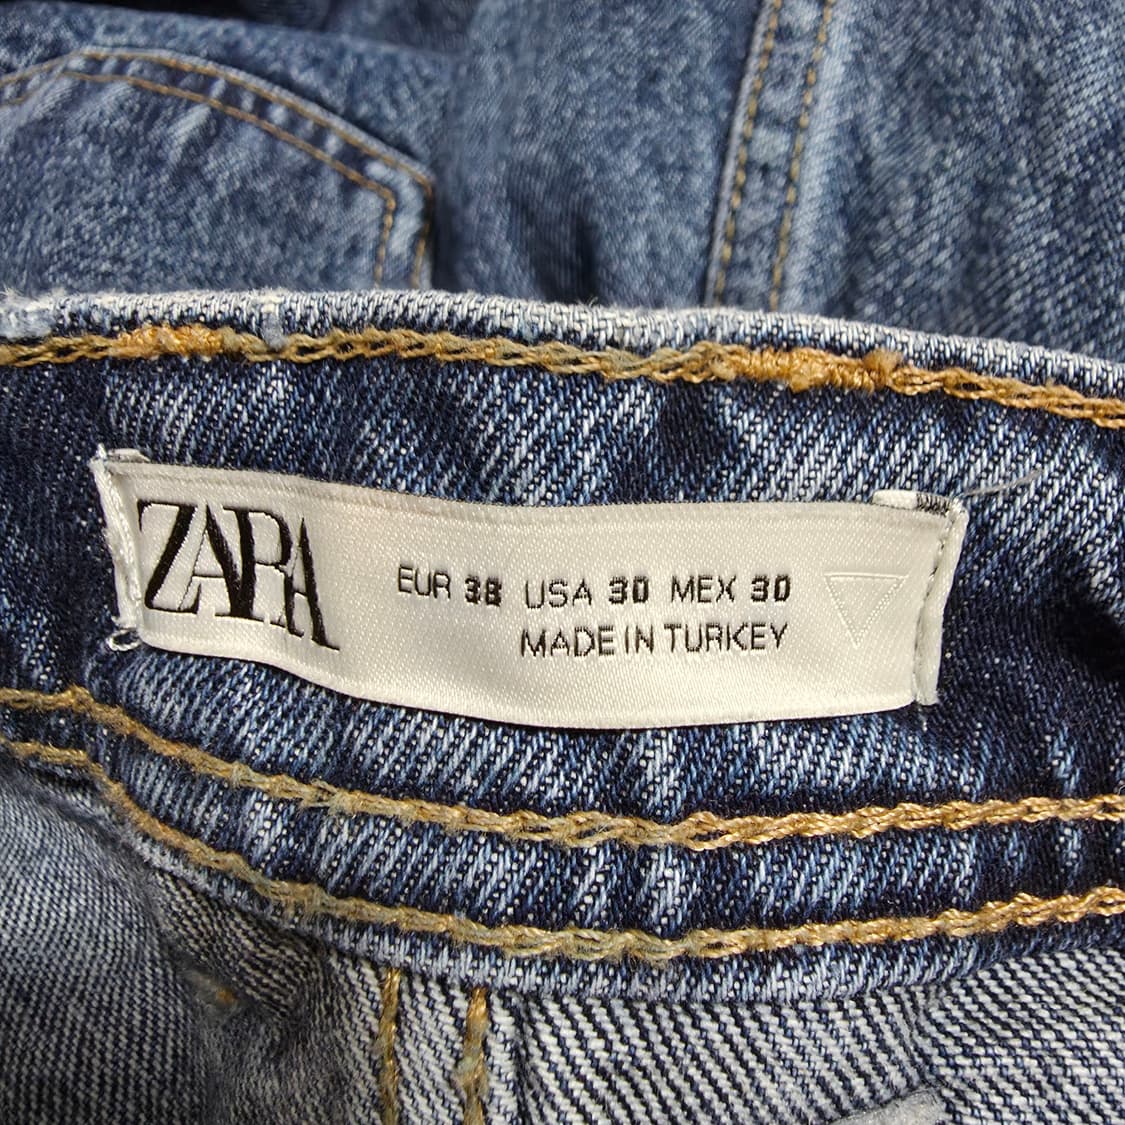 ZARA
EUR 38 USA 30 MEX 30
MADE IN TURKEY